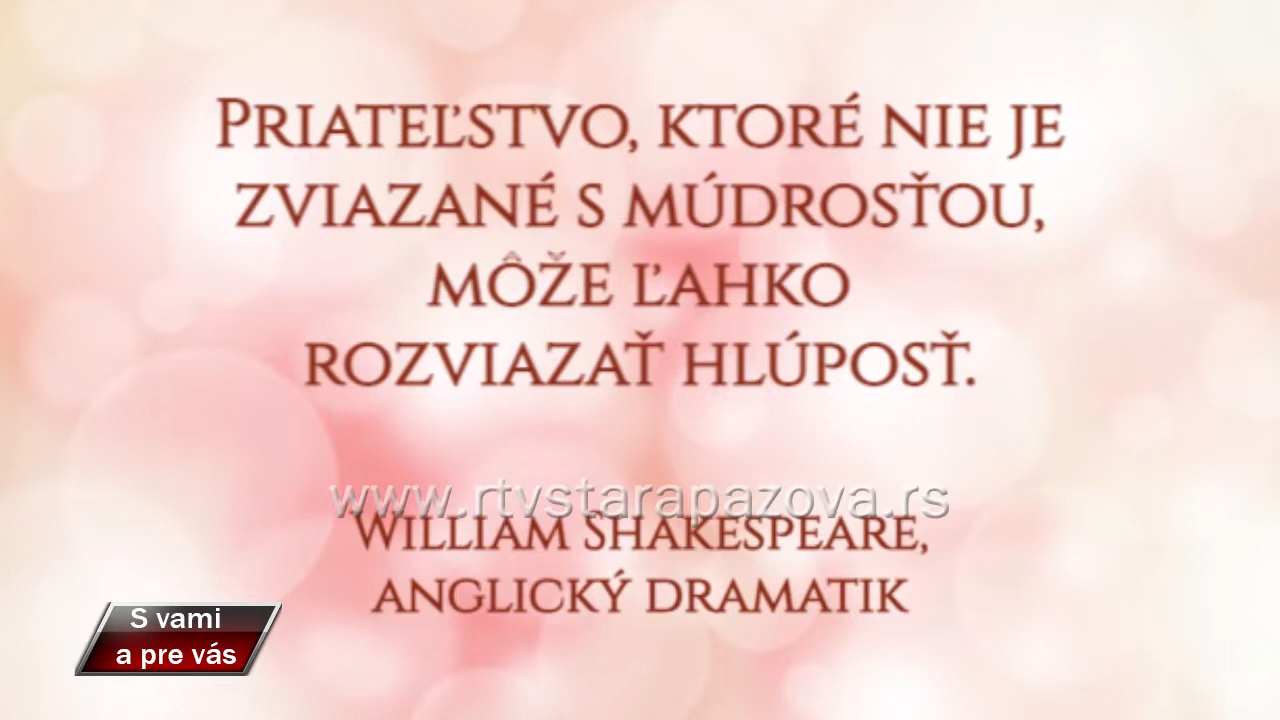 PRIATEĽSTVO, KTORÉ NIE JE
ZVIAZANÉ S MÚDROSŤOU,
MÔŽE ĽAHKO
ROZVIAZAŤ HLÚPOSŤ.
www.rtvstarapazova.rs
WILLIAM SHAKESPEARE,
ANGLICKÝ DRAMATIK
S vami
a pre vás